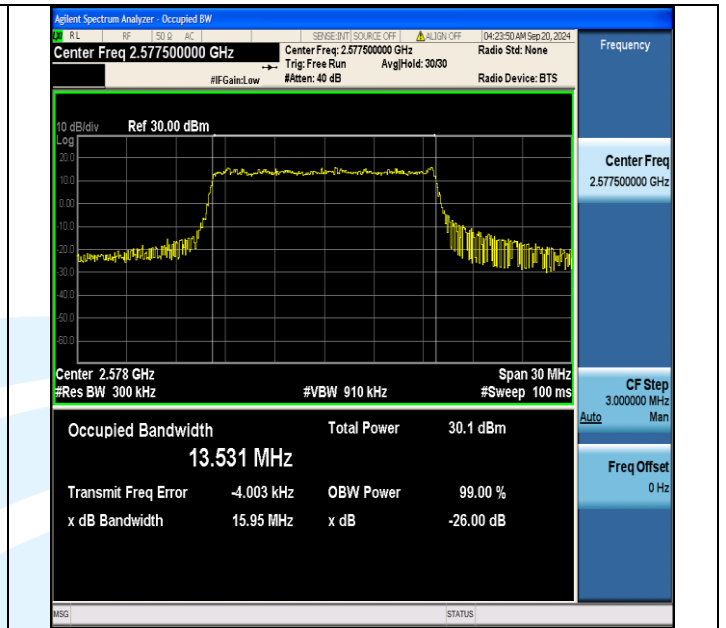 Agilent Spectrum Analyzer - Occupied BW
RL RF 50 Ω AC SENSE:INT SOURCE OFF ALIGN OFF 04:23:50 AM Sep 20, 2024
Center Freq 2.577500000 GHz
Center Freq: 2.577500000 GHz Radio Std: None
Trig: Free Run Avg|Hold: 30/30
#IFGain:Low #Atten: 40 dB Radio Device: BTS
Frequency
10 dB/div Ref 30.00 dBm
Log
20.0
10.0
0.00
-10.0
-20.0
-30.0
-40.0
-50.0
-60.0
Center Freq
2.577500000 GHz
Center 2.578 GHz Span 30 MHz
#Res BW 300 kHz #VBW 910 kHz #Sweep 100 ms
CF Step
3.000000 MHz
Auto Man
Occupied Bandwidth Total Power 30.1 dBm
13.531 MHz
Transmit Freq Error -4.003 kHz OBW Power 99.00 %
x dB Bandwidth 15.95 MHz x dB -26.00 dB
Freq Offset
0 Hz
MSG STATUS